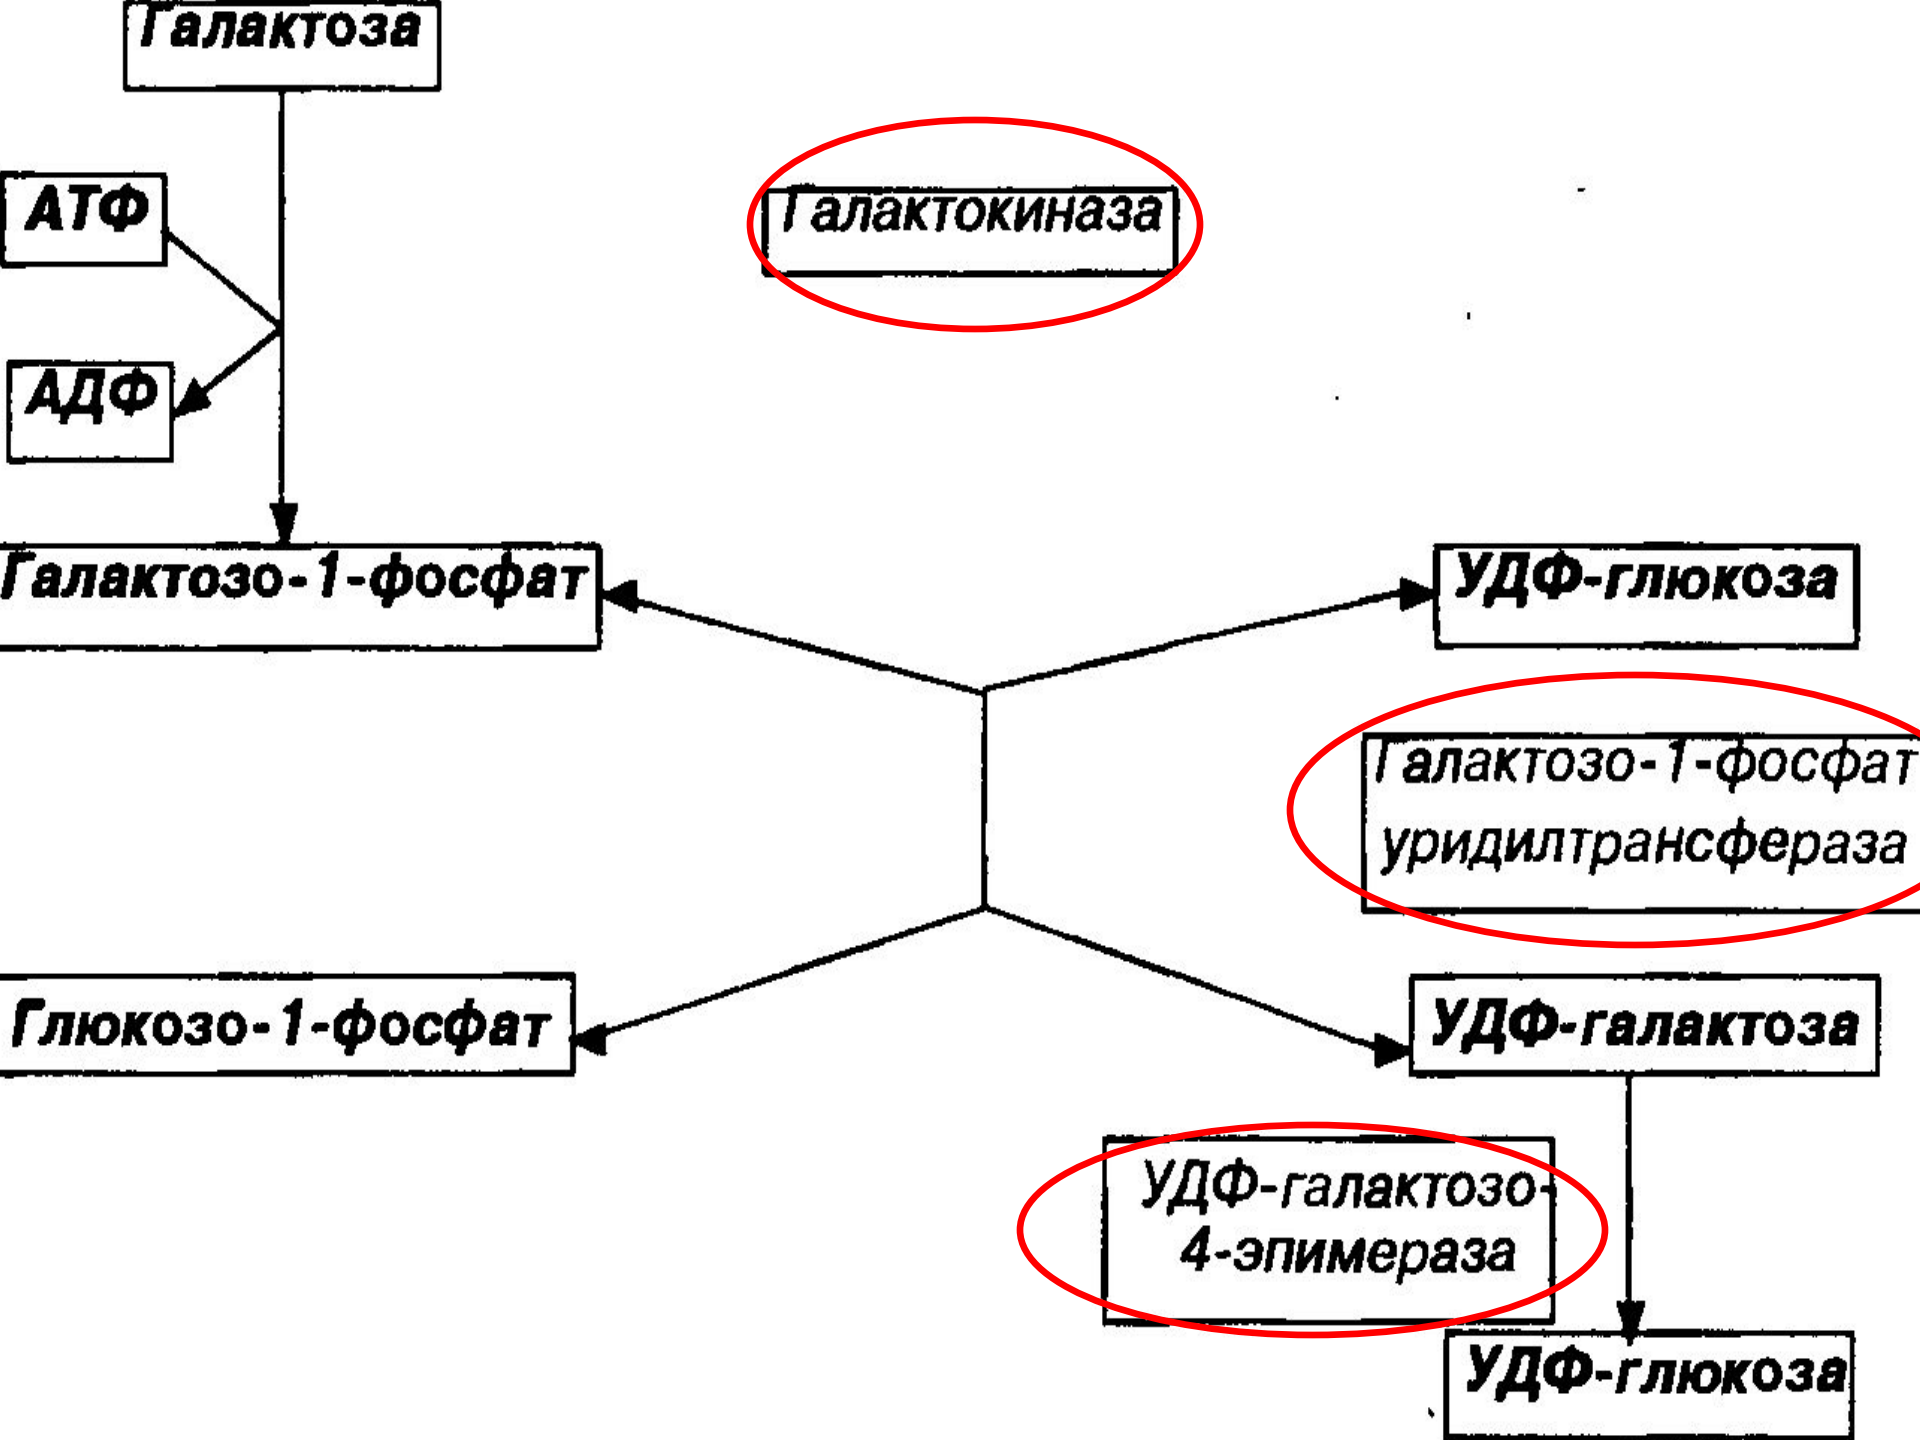 Галактоза
АТФ
Галактокиназа
АДФ
Галактозо-1-фосфат
УДФ-глюкоза
Галактозо-1-фосфат
уридилтрансфераза
Глюкозо-1-фосфат
УДФ-галактоза
УДФ-галактозо-
4-эпимераза
УДФ-глюкоза